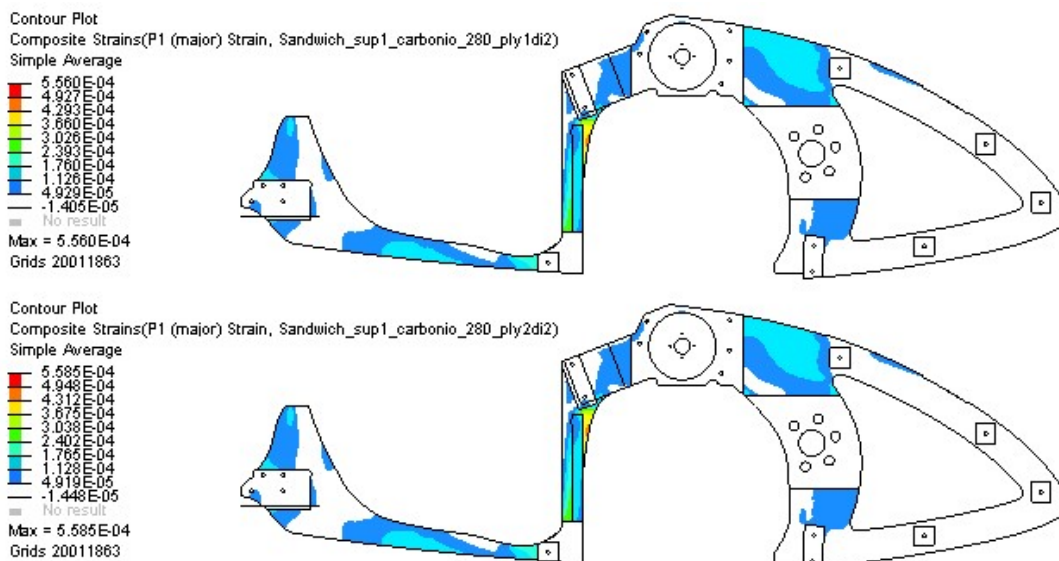 Contour Plot
Composite Strains(P1 (major) Strain, Sandwich_sup1_carbonio_280_ply1di2)
Simple Average
5.560E-04
4.927E-04
4.293E-04
3.660E-04
3.026E-04
2.393E-04
1.760E-04
1.126E-04
4.929E-05
-1.405E-05
No result
Max = 5.560E-04
Grids 20011863
Contour Plot
Composite Strains(P1 (major) Strain, Sandwich_sup1_carbonio_280_ply2di2)
Simple Average
5.585E-04
4.948E-04
4.312E-04
3.675E-04
3.038E-04
2.402E-04
1.765E-04
1.128E-04
4.919E-05
-1.448E-05
No result
Max = 5.585E-04
Grids 20011863